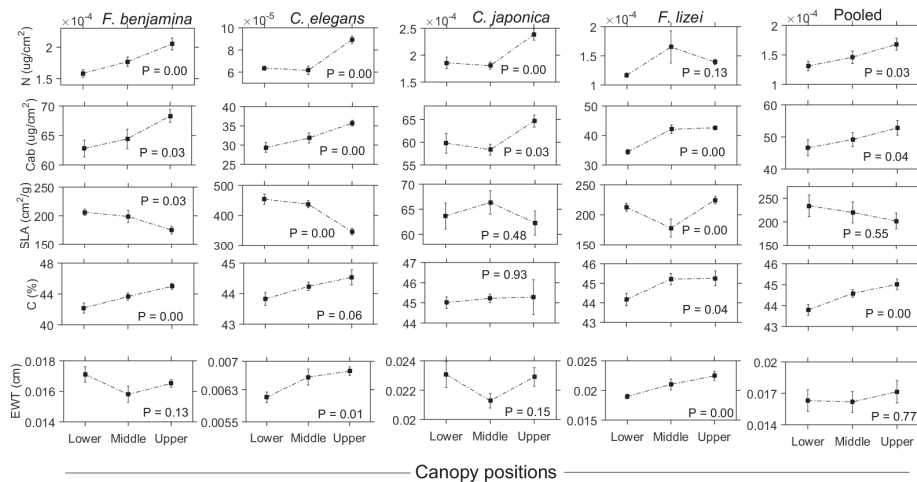 F. benjamina C. elegans C. japonica F. lizei Pooled
×10⁻⁴ ×10⁻⁵ ×10⁻⁴ ×10⁻⁴ ×10⁻⁴
N (ug/cm²)
2 1.5
P = 0.00
8 6
P = 0.00
2.5 2 1.5
P = 0.00
2 1
P = 0.13
2 1
P = 0.03
Cab (ug/cm²)
70 65 60
P = 0.03
40 35 30 25
P = 0.00
70 65 60 55
P = 0.03
50 40 30
P = 0.00
60 50 40
P = 0.04
SLA (cm²/g)
250 200 150
P = 0.03
500 400 300
P = 0.00
70 65 60
P = 0.48
250 200 150
P = 0.00
250 200
P = 0.55
C (%)
48 44 40
P = 0.00
45 44 43
P = 0.06
47 46 45 44
P = 0.93
46 45 44 43
P = 0.04
46 45 44 43
P = 0.00
EWT (cm)
0.018 0.016 0.014
P = 0.13
0.007 0.0063 0.0055
P = 0.01
0.024 0.022 0.02
P = 0.15
0.025 0.02 0.015
P = 0.00
0.02 0.017 0.014
P = 0.77
Lower Middle Upper Lower Middle Upper Lower Middle Upper Lower Middle Upper Lower Middle Upper
Canopy positions